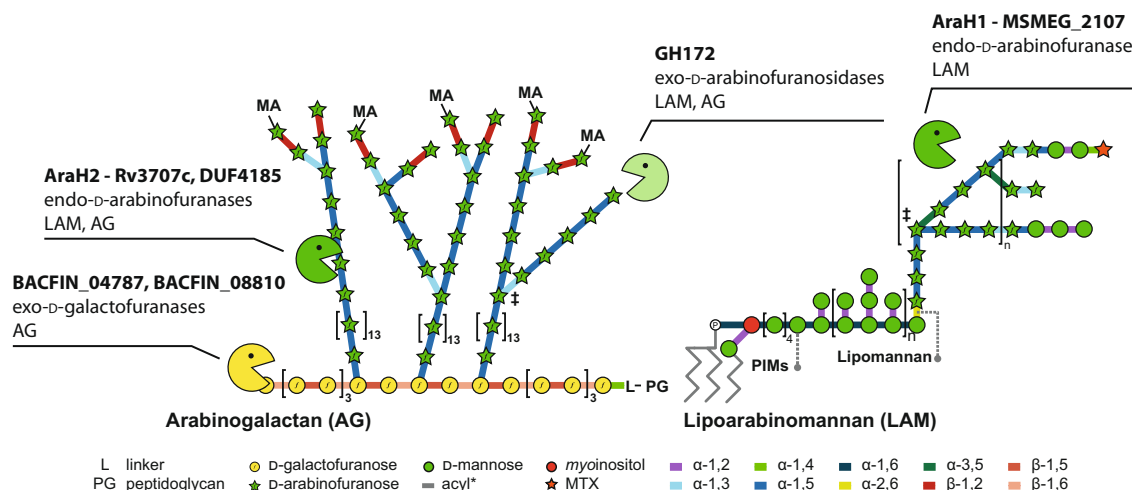 AraH1 - MSMEG_2107
endo-D-arabinofuranase
LAM
GH172
exo-D-arabinofuranosidases
LAM, AG
MA
MA
MA
MA
MA
AraH2 - Rv3707c, DUF4185
endo-D-arabinofuranases
LAM, AG
BACFIN_04787, BACFIN_08810
exo-D-galactofuranases
AG
‡
n
‡
13
13
13
P
4
n
PIMs
Lipomannan
3
3
L– PG
Arabinogalactan (AG)
Lipoarabinomannan (LAM)
L linker f D-galactofuranose D-mannose myoinositol α-1,2 α-1,4 α-1,6 α-3,5 β-1,5
PG peptidoglycan f D-arabinofuranose acyl* MTX α-1,3 α-1,5 α-2,6 β-1,2 β-1,6